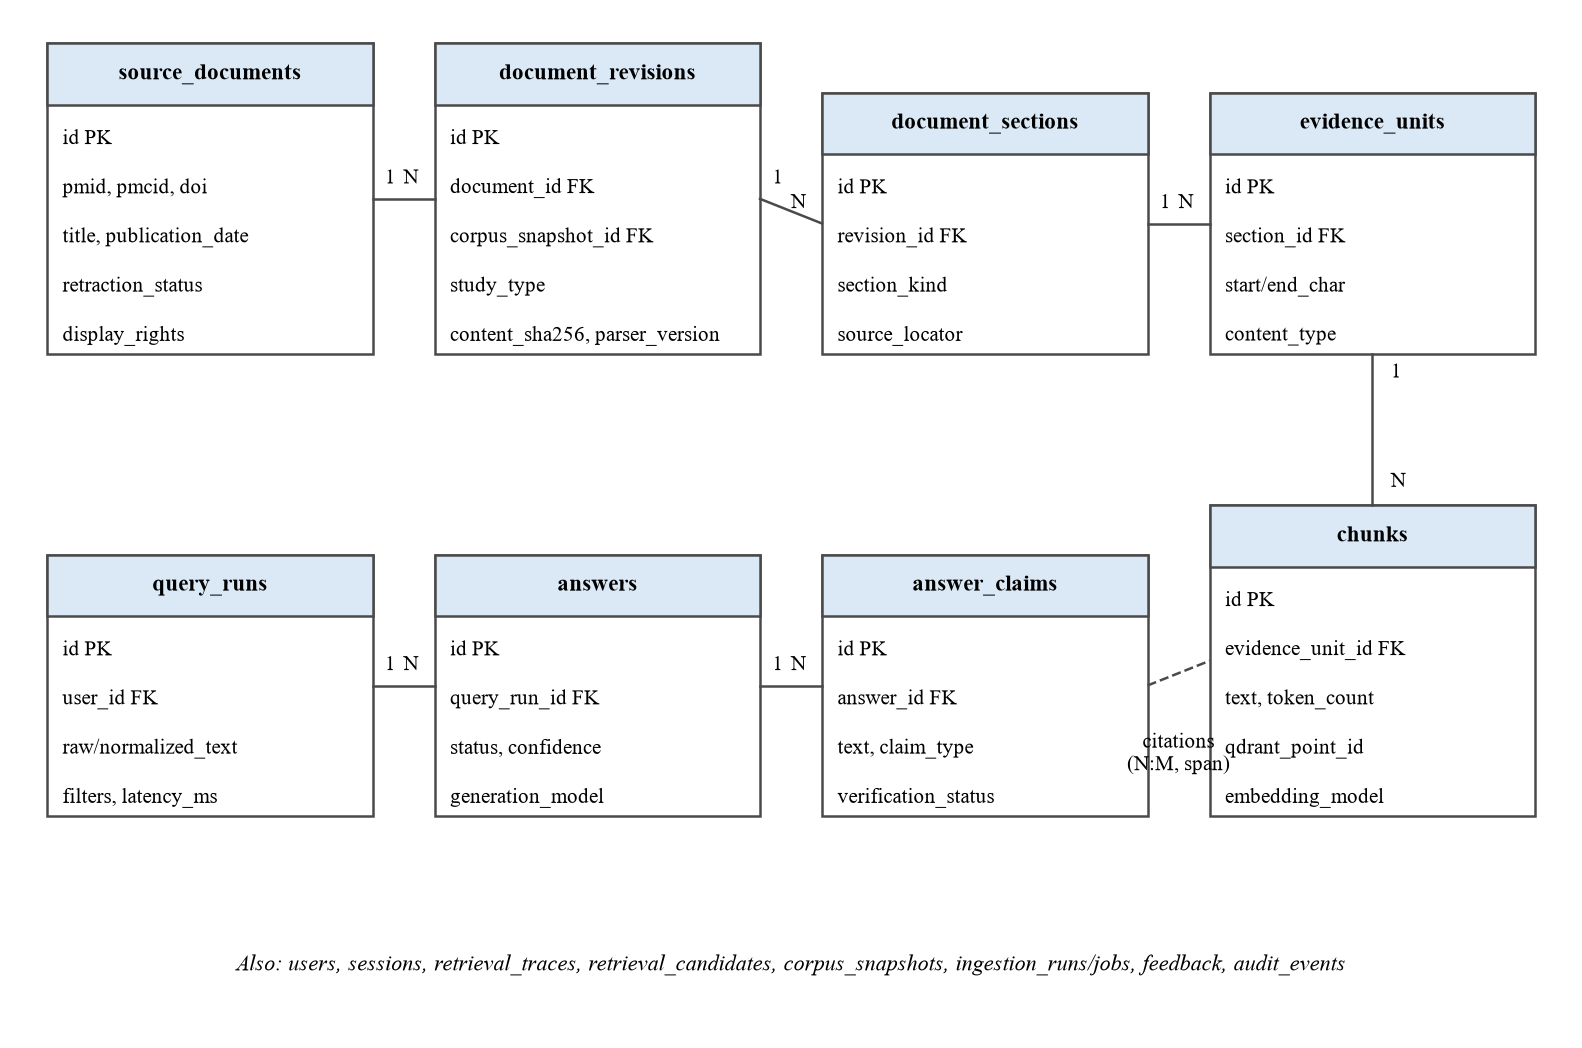 source_documents
id PK
pmid, pmcid, doi
title, publication_date
retraction_status
display_rights
1 N
document_revisions
id PK
document_id FK
corpus_snapshot_id FK
study_type
content_sha256, parser_version
1
N
document_sections
id PK
revision_id FK
section_kind
source_locator
1 N
evidence_units
id PK
section_id FK
start/end_char
content_type
1
N
query_runs
id PK
user_id FK
raw/normalized_text
filters, latency_ms
1 N
answers
id PK
query_run_id FK
status, confidence
generation_model
1 N
answer_claims
id PK
answer_id FK
text, claim_type
verification_status
citations
(N:M, span)
chunks
id PK
evidence_unit_id FK
text, token_count
qdrant_point_id
embedding_model
Also: users, sessions, retrieval_traces, retrieval_candidates, corpus_snapshots, ingestion_runs/jobs, feedback, audit_events